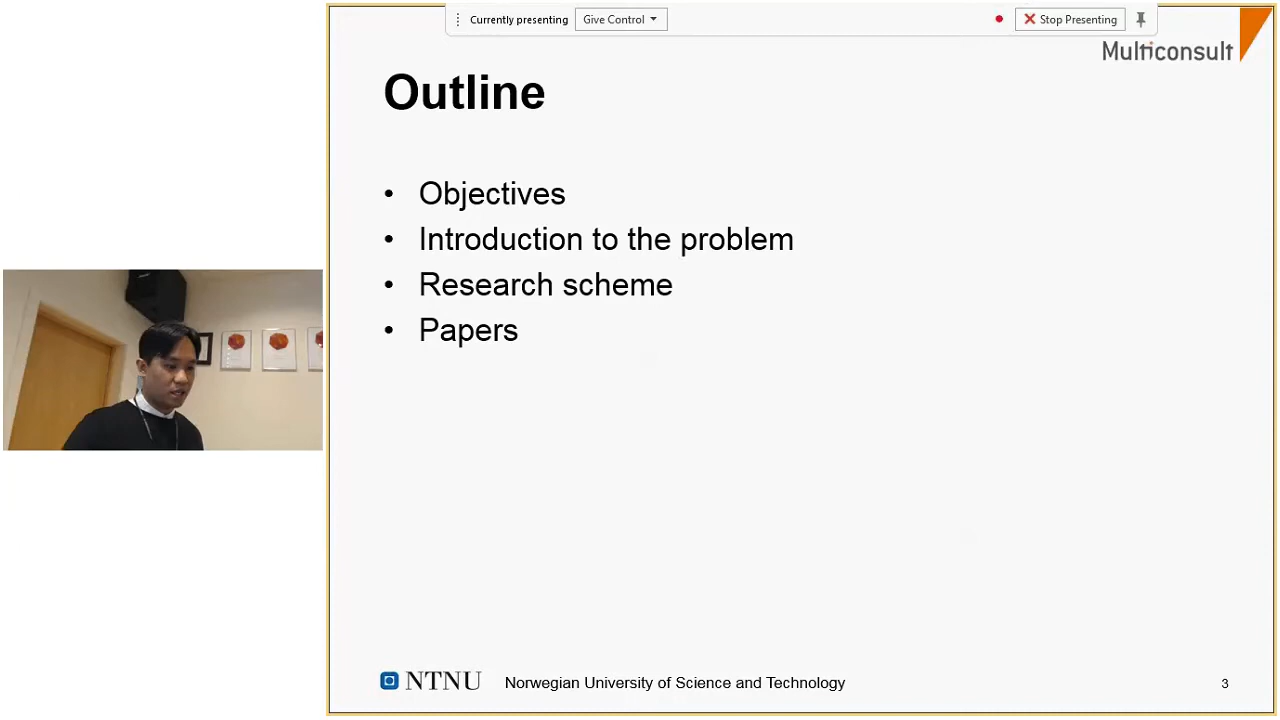 Currently presenting
Give Control
Stop Presenting
Multiconsult
Outline
• Objectives
• Introduction to the problem
• Research scheme
• Papers
NTNU
Norwegian University of Science and Technology
3